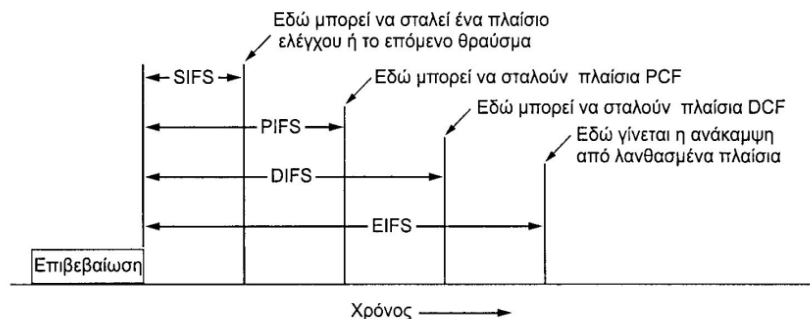 Εδώ μπορεί να σταλεί ένα πλαίσιο
ελέγχου ή το επόμενο θραύσμα
SIFS
Εδώ μπορεί να σταλούν πλαίσια PCF
PIFS
Εδώ μπορεί να σταλούν πλαίσια DCF
Εδώ γίνεται η ανάκαμψη
από λανθασμένα πλαίσια
DIFS
EIFS
Επιβεβαίωση
Χρόνος